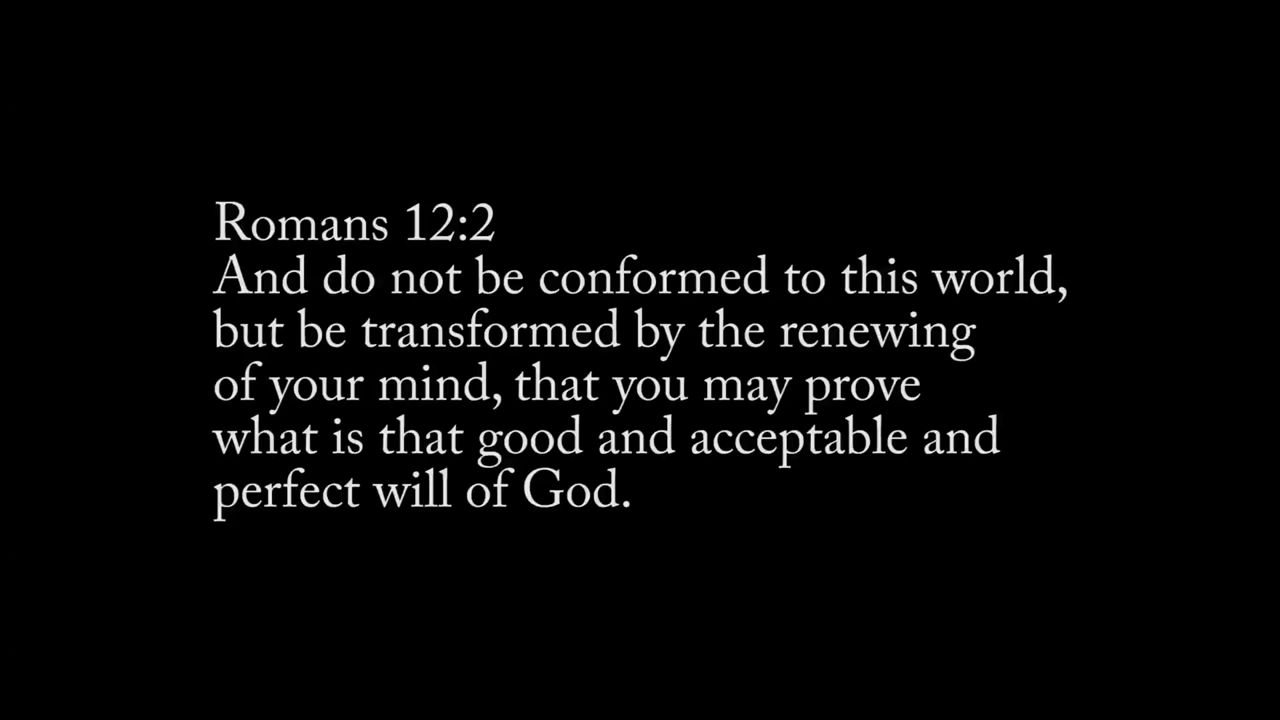 Romans 12:2
And do not be conformed to this world,
but be transformed by the renewing
of your mind, that you may prove
what is that good and acceptable and
perfect will of God.